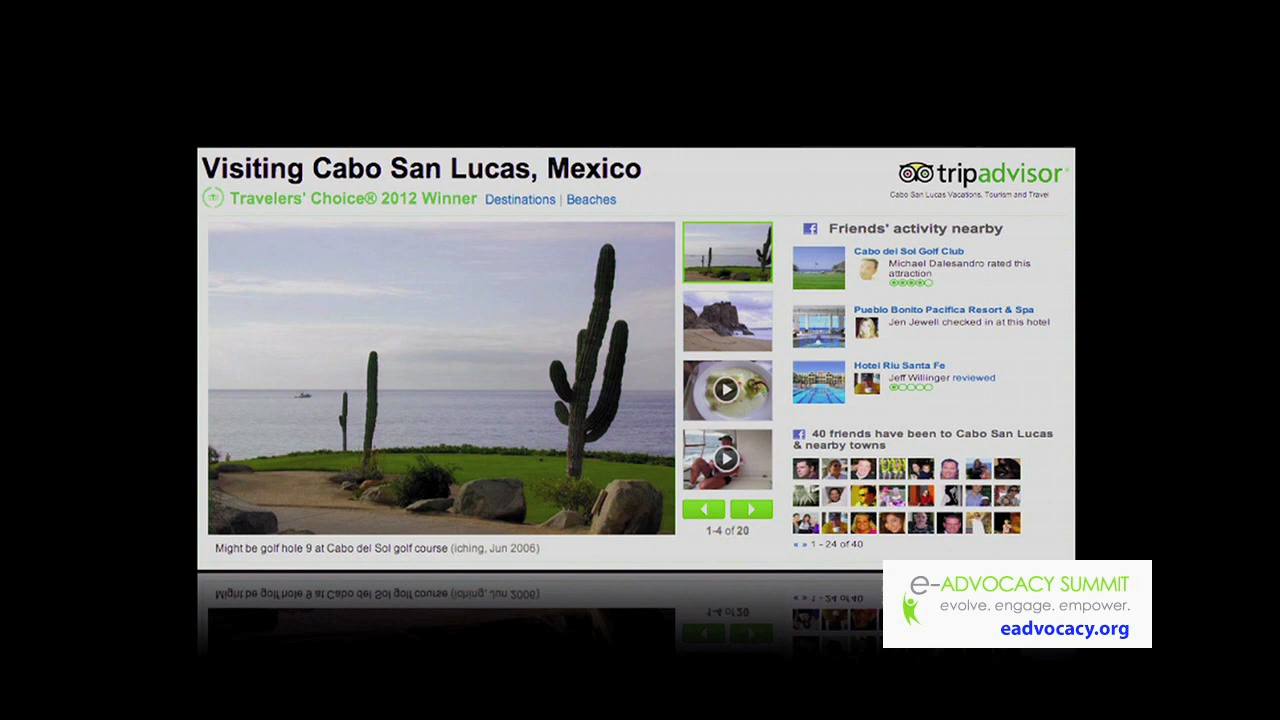 Visiting Cabo San Lucas, Mexico
Travelers' Choice® 2012 Winner Destinations | Beaches
tripadvisor®
Cabo San Lucas Vacations, Tourism and Travel
Might be golf hole 9 at Cabo del Sol golf course (iching, Jun 2006)
1-4 of 20
Friends' activity nearby
Cabo del Sol Golf Club
Michael Dalesandro rated this
attraction
Pueblo Bonito Pacifica Resort & Spa
Jen Jewell checked in at this hotel
Hotel Riu Santa Fe
Jeff Willinger reviewed
40 friends have been to Cabo San Lucas
& nearby towns
« » 1 - 24 of 40
e-ADVOCACY SUMMIT
evolve. engage. empower.
eadvocacy.org